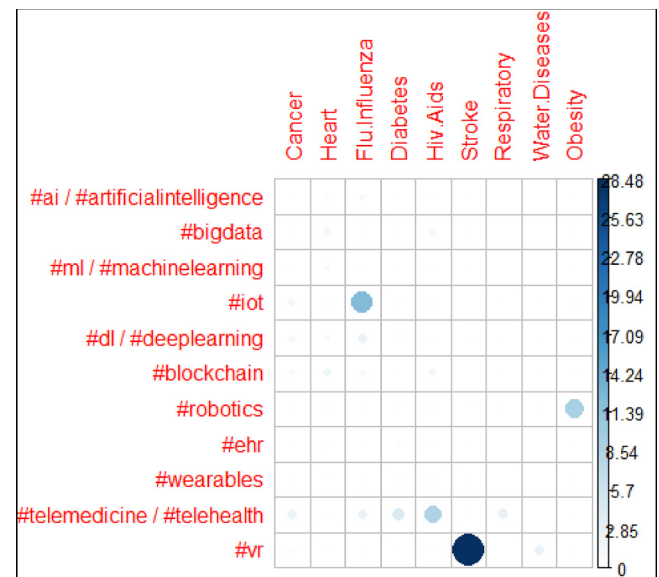 Cancer
Heart
Flu.Influenza
Diabetes
Hiv.Aids
Stroke
Respiratory
Water.Diseases
Obesity
#ai / #artificialintelligence
#bigdata
#ml / #machinelearning
#iot
#dl / #deeplearning
#blockchain
#robotics
#ehr
#wearables
#telemedicine / #telehealth
#vr
28.48
25.63
22.78
19.94
17.09
14.24
11.39
8.54
5.7
2.85
0